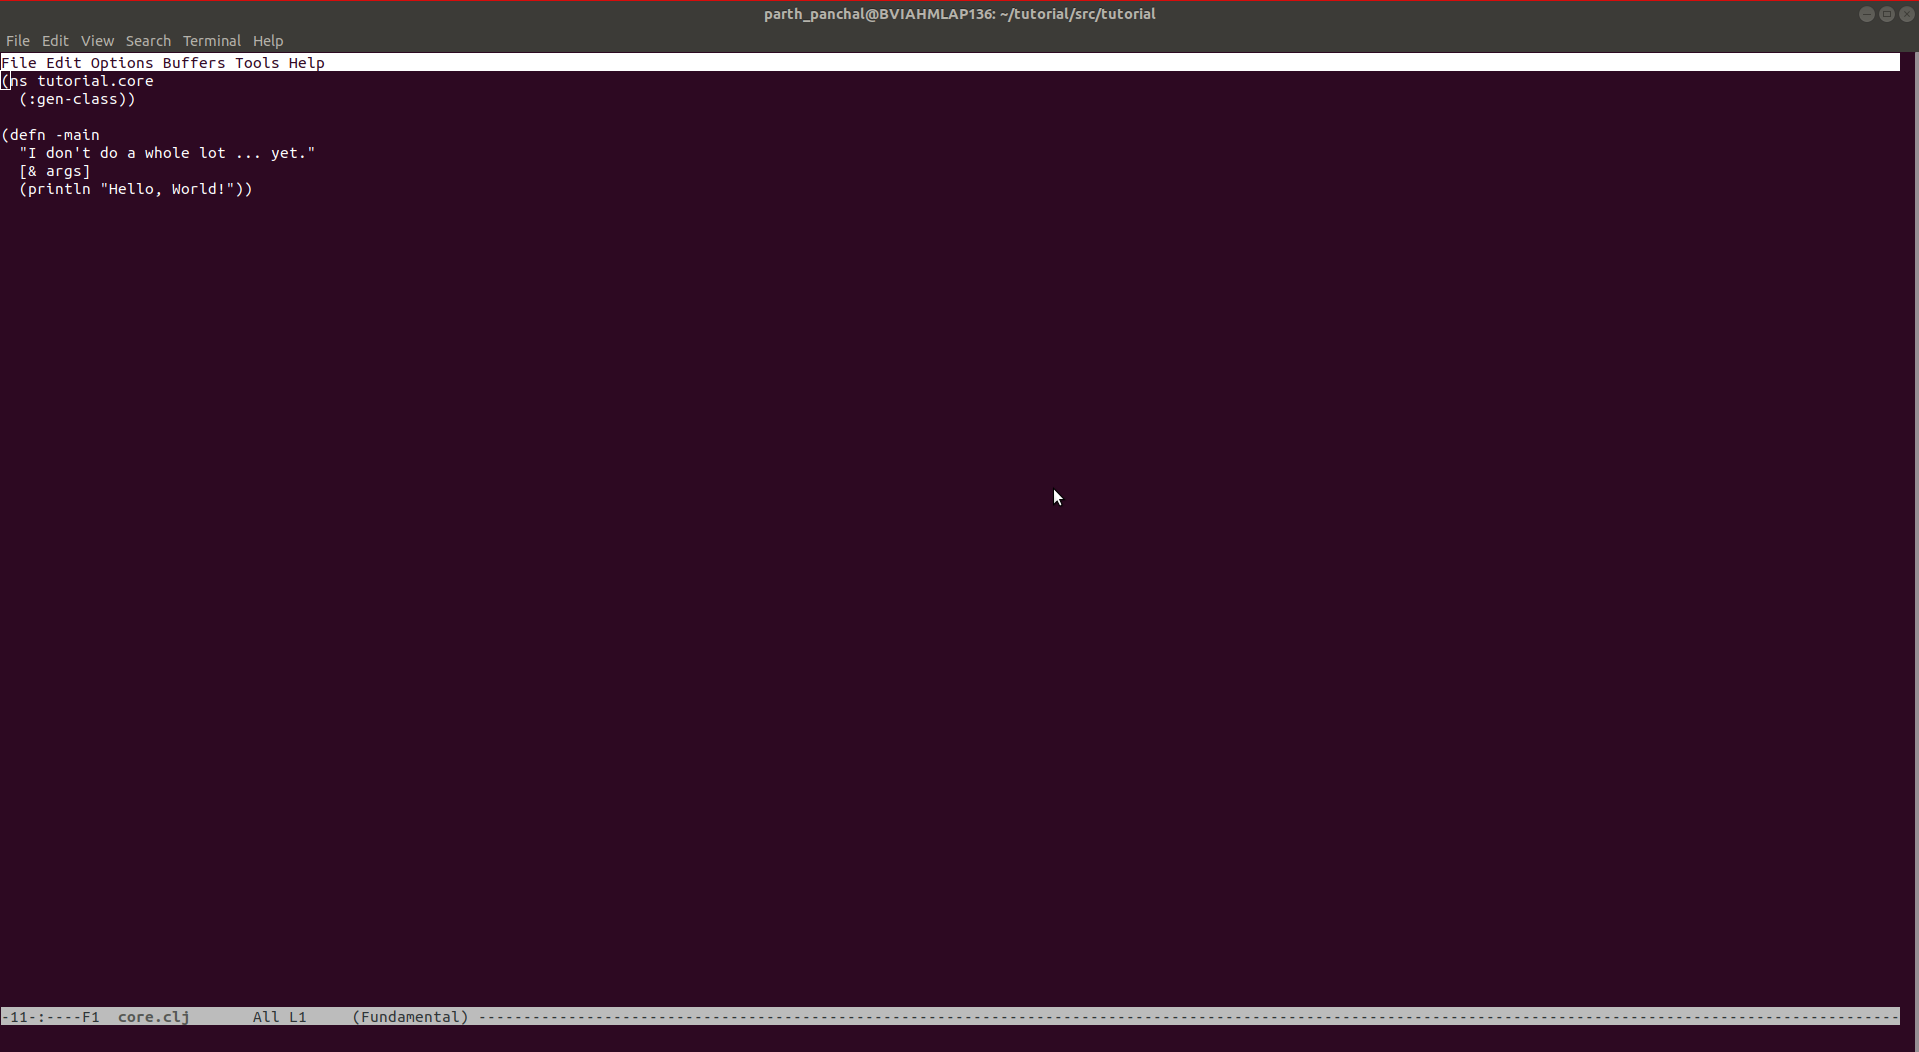 parth_panchal@BVIAHMLAP136: ~/tutorial/src/tutorial
File Edit View Search Terminal Help
File Edit Options Buffers Tools Help
(ns tutorial.core
  (:gen-class))

(defn -main
  "I don't do a whole lot ... yet."
  [& args]
  (println "Hello, World!"))
-11-:----F1  core.clj       All L1     (Fundamental) --------------------------------------------------------------------------------------------------------------------------------------------------------------